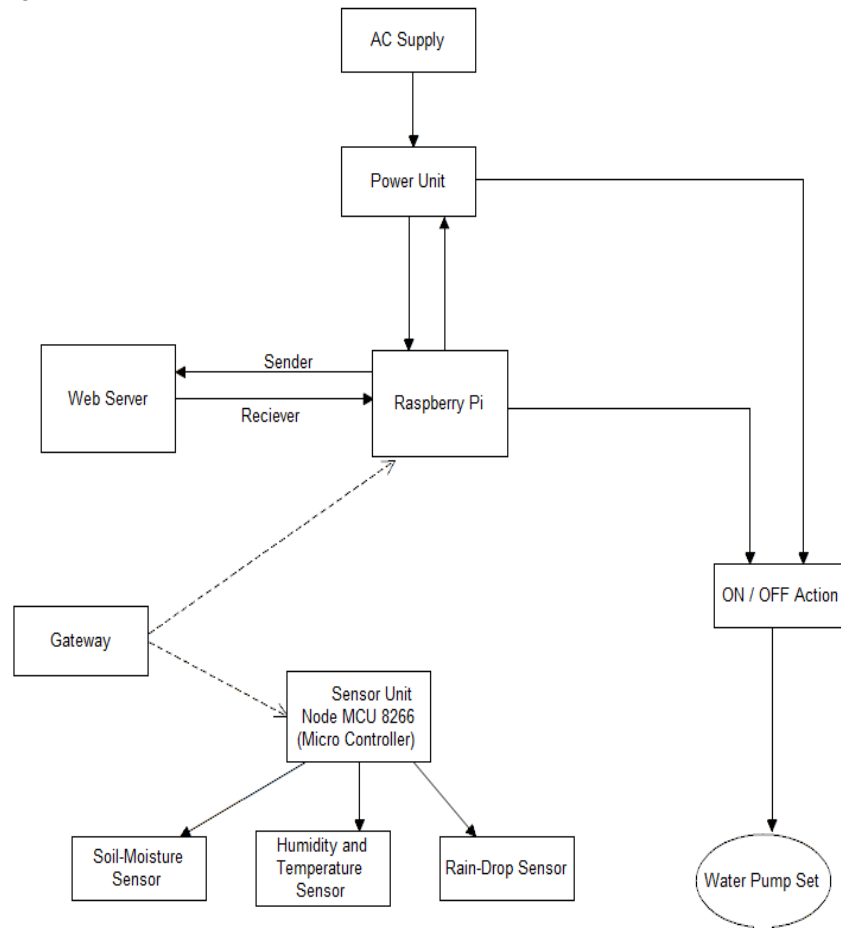 AC Supply
Power Unit
Sender
Web Server
Raspberry Pi
Reciever
ON / OFF Action
Gateway
Sensor Unit
Node MCU 8266
(Micro Controller)
Soil-Moisture
Sensor
Humidity and
Temperature
Sensor
Rain-Drop Sensor
Water Pump Set